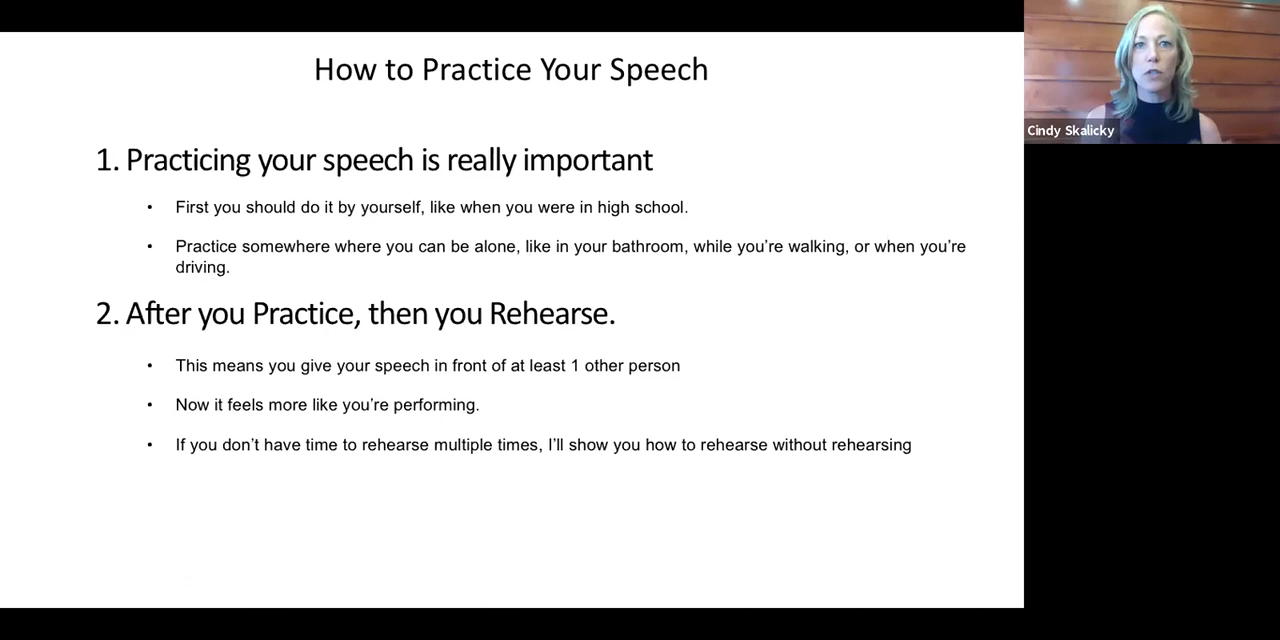 How to Practice Your Speech
1. Practicing your speech is really important
• First you should do it by yourself, like when you were in high school.
• Practice somewhere where you can be alone, like in your bathroom, while you’re walking, or when you’re
driving.
2. After you Practice, then you Rehearse.
• This means you give your speech in front of at least 1 other person
• Now it feels more like you’re performing.
• If you don’t have time to rehearse multiple times, I’ll show you how to rehearse without rehearsing
Cindy Skalicky